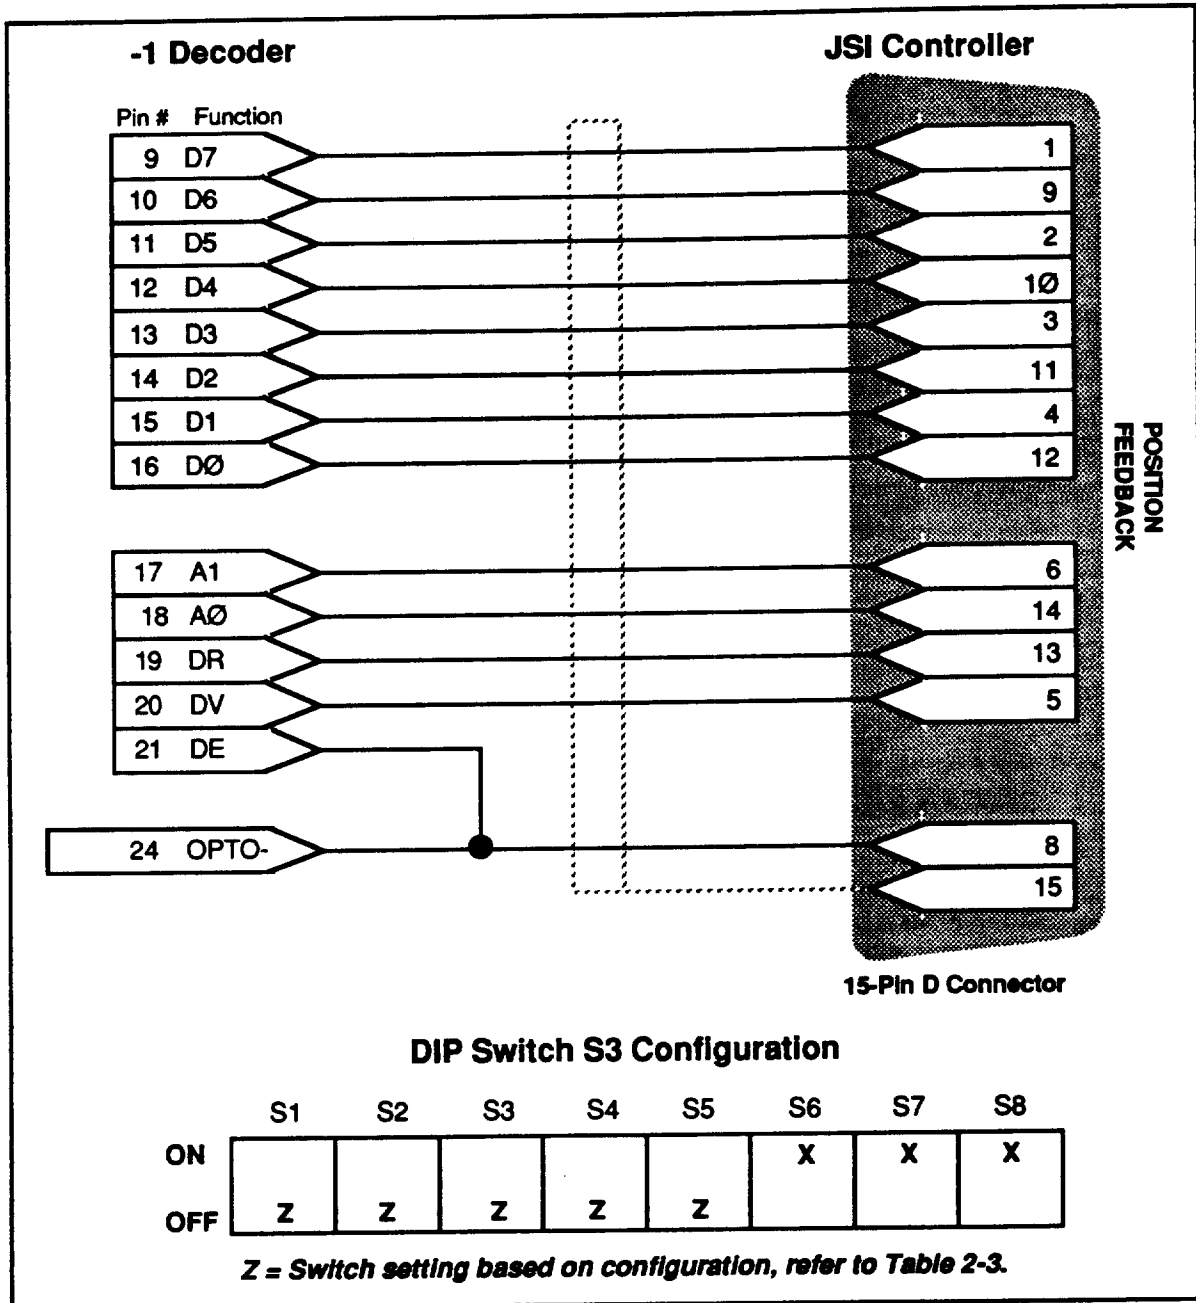 -1 Decoder
JSI Controller
Pin # Function
9 D7
1
10 D6
9
11 D5
2
12 D4
1Ø
13 D3
3
14 D2
11
15 D1
4
16 DØ
12
POSITION
FEEDBACK
17 A1
6
18 AØ
14
19 DR
13
20 DV
5
21 DE
24 OPTO-
8
15
15-Pin D Connector
DIP Switch S3 Configuration
S1 S2 S3 S4 S5 S6 S7 S8
ON X X X
OFF Z Z Z Z Z
Z = Switch setting based on configuration, refer to Table 2-3.